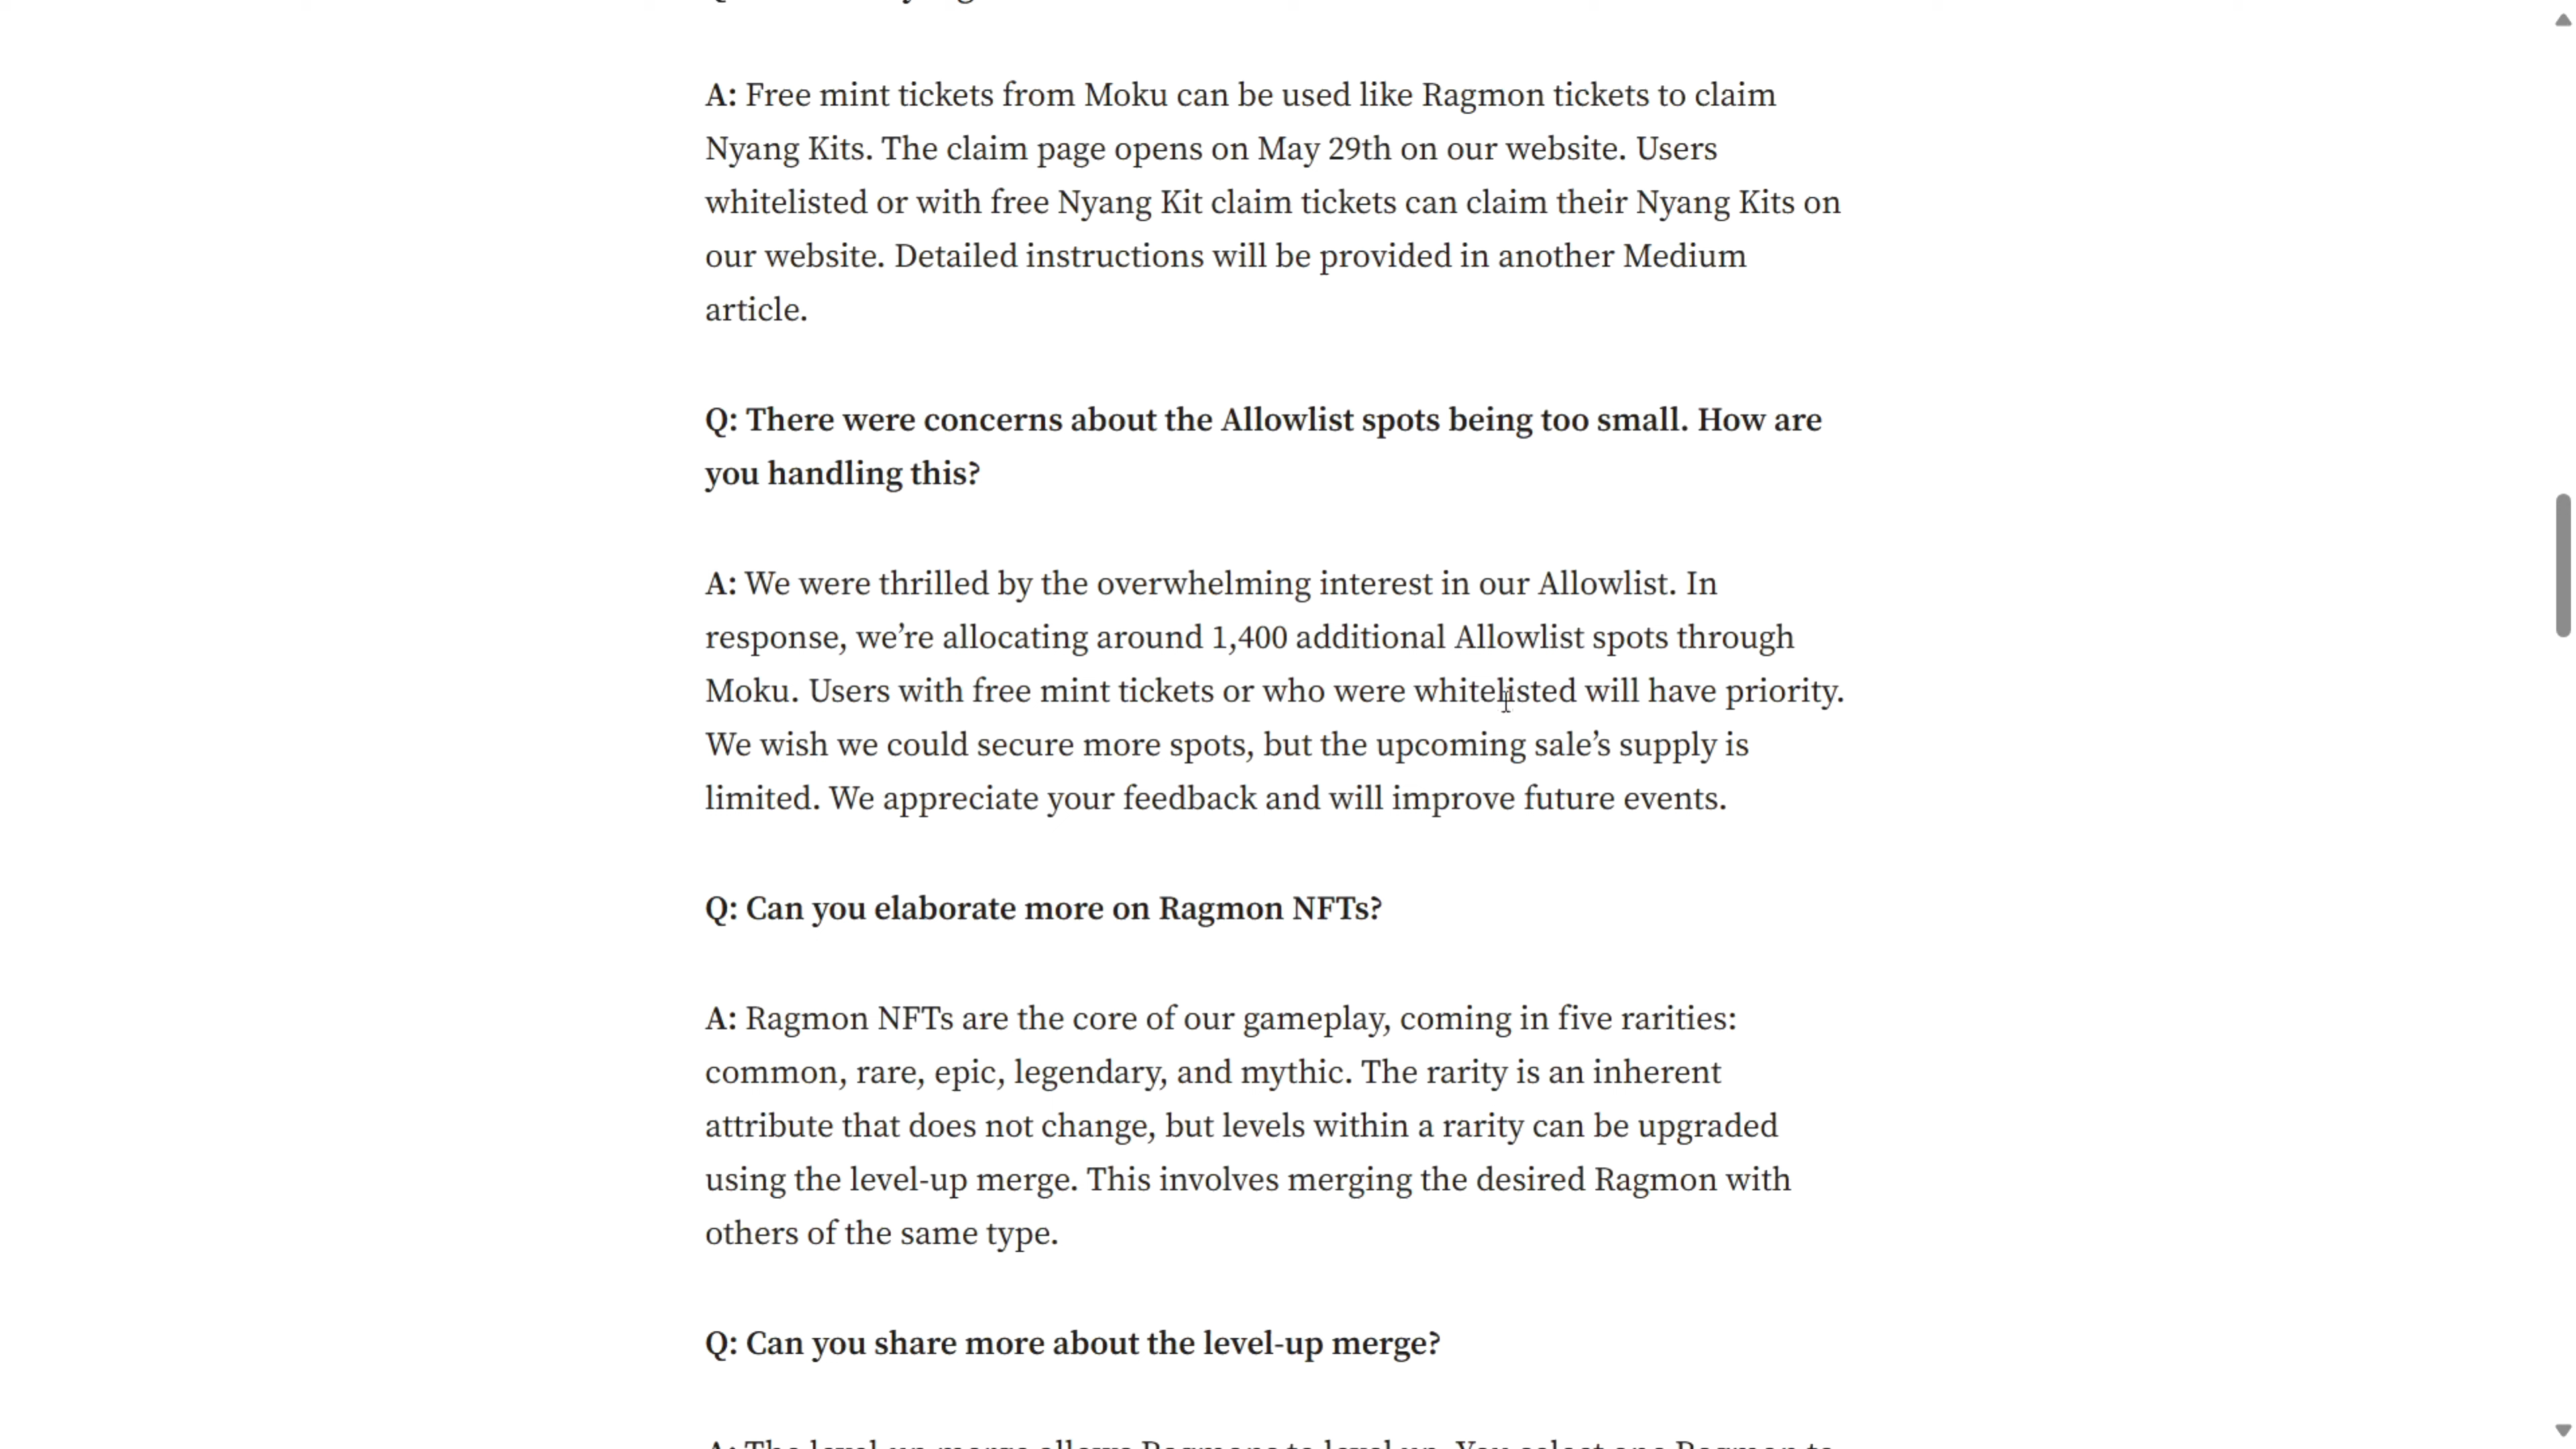 A: Free mint tickets from Moku can be used like Ragmon tickets to claim
Nyang Kits. The claim page opens on May 29th on our website. Users
whitelisted or with free Nyang Kit claim tickets can claim their Nyang Kits on
our website. Detailed instructions will be provided in another Medium
article.
Q: There were concerns about the Allowlist spots being too small. How are
you handling this?
A: We were thrilled by the overwhelming interest in our Allowlist. In
response, we’re allocating around 1,400 additional Allowlist spots through
Moku. Users with free mint tickets or who were whitelisted will have priority.
We wish we could secure more spots, but the upcoming sale’s supply is
limited. We appreciate your feedback and will improve future events.
Q: Can you elaborate more on Ragmon NFTs?
A: Ragmon NFTs are the core of our gameplay, coming in five rarities:
common, rare, epic, legendary, and mythic. The rarity is an inherent
attribute that does not change, but levels within a rarity can be upgraded
using the level-up merge. This involves merging the desired Ragmon with
others of the same type.
Q: Can you share more about the level-up merge?